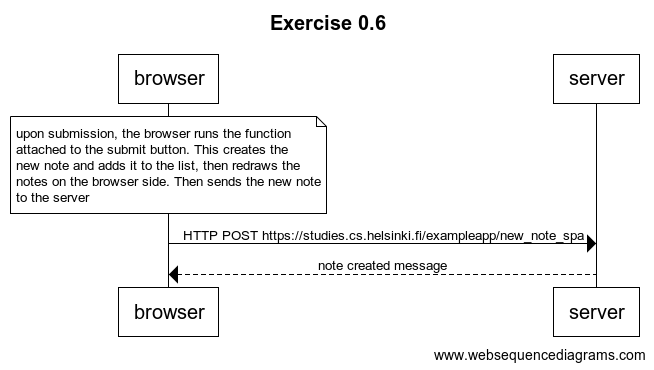 Exercise 0.6
browser
server
upon submission, the browser runs the function
attached to the submit button. This creates the
new note and adds it to the list, then redraws the
notes on the browser side. Then sends the new note
to the server
HTTP POST https://studies.cs.helsinki.fi/exampleapp/new_note_spa
note created message
browser
server
www.websequencediagrams.com